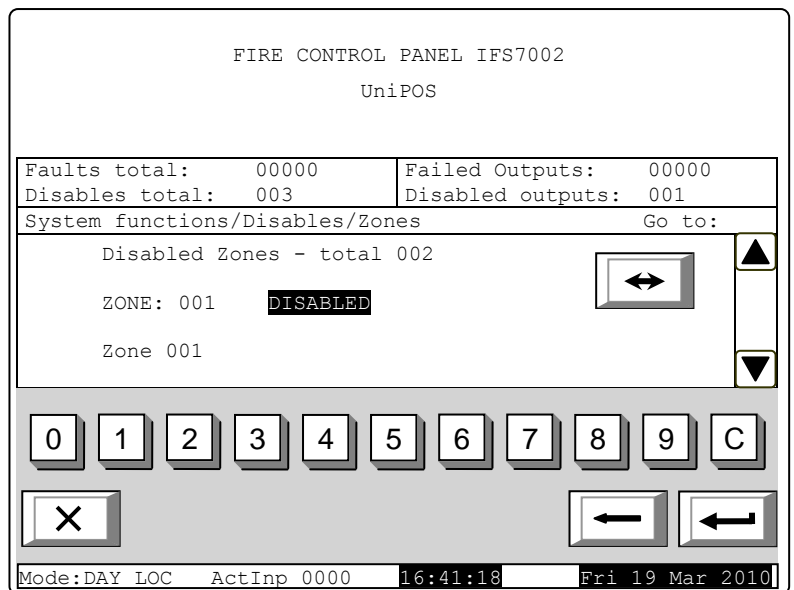 FIRE CONTROL PANEL IFS7002
UniPOS
Faults total: 00000 Failed Outputs: 00000
Disables total: 003 Disabled outputs: 001
System functions/Disables/Zones Go to:
Disabled Zones - total 002
ZONE: 001 DISABLED
Zone 001
0 1 2 3 4 5 6 7 8 9 C
Mode:DAY LOC ActInp 0000 16:41:18 Fri 19 Mar 2010